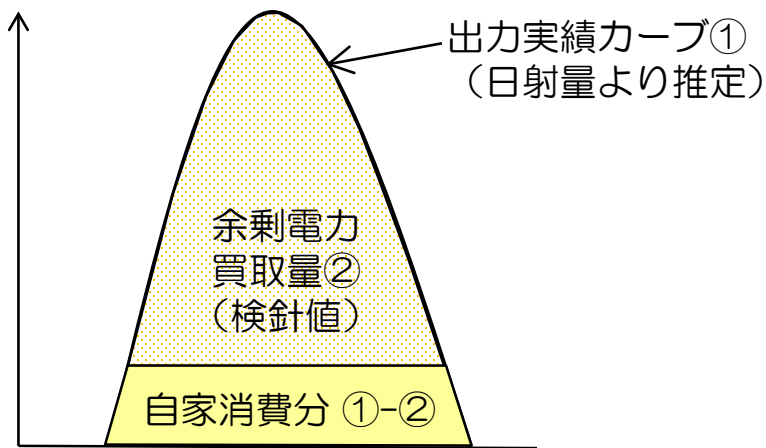 出力実績カーブ①
（日射量より推定）
余剰電力
買取量②
（検針値）
自家消費分 ①-②